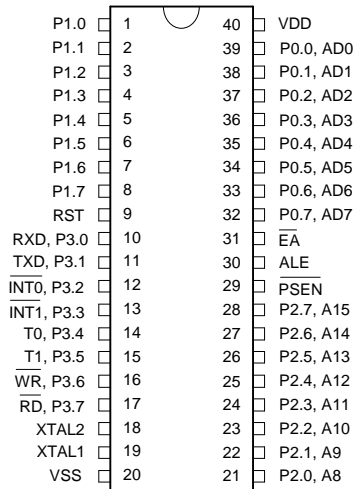 P1.0 1 40 VDD
P1.1 2 39 P0.0, AD0
P1.2 3 38 P0.1, AD1
P1.3 4 37 P0.2, AD2
P1.4 5 36 P0.3, AD3
P1.5 6 35 P0.4, AD4
P1.6 7 34 P0.5, AD5
P1.7 8 33 P0.6, AD6
RST 9 32 P0.7, AD7
RXD, P3.0 10 31 E̅A̅
TXD, P3.1 11 30 ALE
I̅N̅T̅0̅, P3.2 12 29 P̅S̅E̅N̅
I̅N̅T̅1̅, P3.3 13 28 P2.7, A15
T0, P3.4 14 27 P2.6, A14
T1, P3.5 15 26 P2.5, A13
W̅R̅, P3.6 16 25 P2.4, A12
R̅D̅, P3.7 17 24 P2.3, A11
XTAL2 18 23 P2.2, A10
XTAL1 19 22 P2.1, A9
VSS 20 21 P2.0, A8